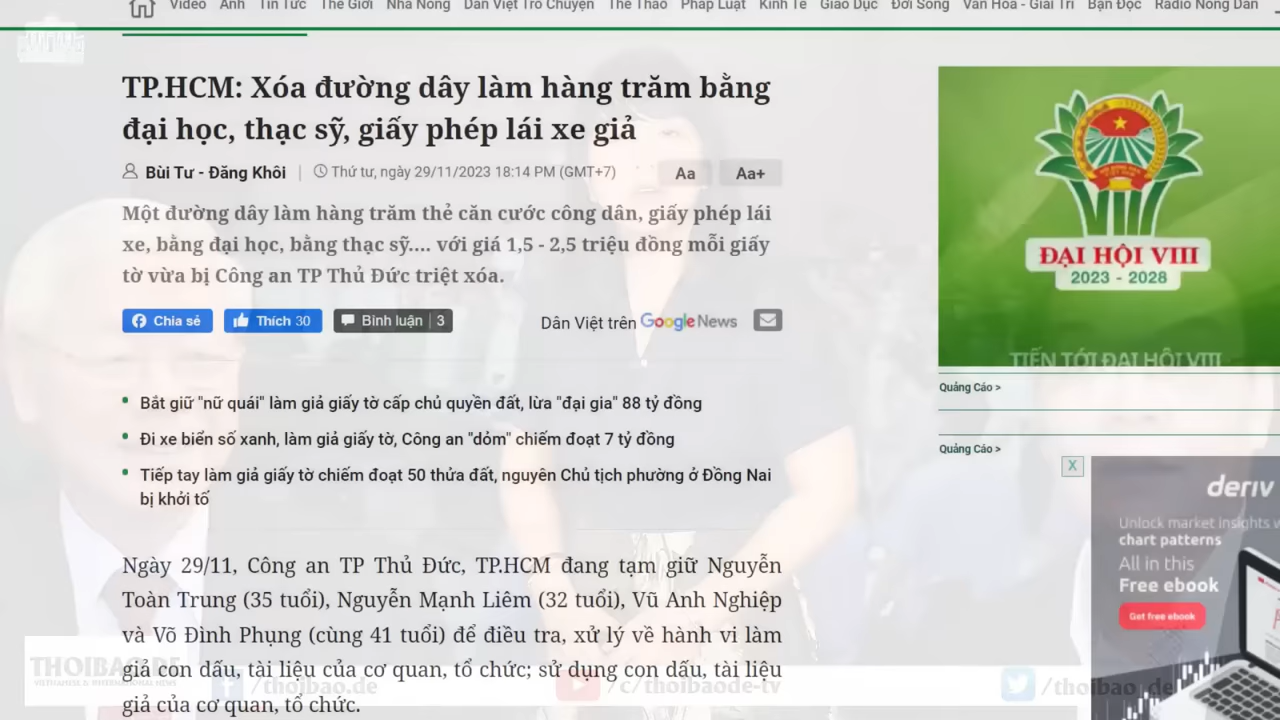 Video Ảnh Tin Tức Thế Giới Nhà Nông Dân Việt Trò Chuyện Thể Thao Pháp Luật Kinh Tế Giáo Dục Đời Sống Văn Hóa - Giải Trí Bạn Đọc Radio Nông Dân
TP.HCM: Xóa đường dây làm hàng trăm bằng
đại học, thạc sỹ, giấy phép lái xe giả
Bùi Tư - Đăng Khôi | Thứ tư, ngày 29/11/2023 18:14 PM (GMT+7) Aa Aa+
Một đường dây làm hàng trăm thẻ căn cước công dân, giấy phép lái
xe, bằng đại học, bằng thạc sỹ.... với giá 1,5 - 2,5 triệu đồng mỗi giấy
tờ vừa bị Công an TP Thủ Đức triệt xóa.
Chia sẻ Thích 30 Bình luận 3 Dân Việt trên Google News
Bắt giữ "nữ quái" làm giả giấy tờ cấp chủ quyền đất, lừa "đại gia" 88 tỷ đồng
Đi xe biển số xanh, làm giả giấy tờ, Công an "dỏm" chiếm đoạt 7 tỷ đồng
Tiếp tay làm giả giấy tờ chiếm đoạt 50 thửa đất, nguyên Chủ tịch phường ở Đồng Nai
bị khởi tố
Ngày 29/11, Công an TP Thủ Đức, TP.HCM đang tạm giữ Nguyễn
Toàn Trung (35 tuổi), Nguyễn Mạnh Liêm (32 tuổi), Vũ Anh Nghiệp
và Võ Đình Phụng (cùng 41 tuổi) để điều tra, xử lý về hành vi làm
giả con dấu, tài liệu của cơ quan, tổ chức; sử dụng con dấu, tài liệu
giả của cơ quan, tổ chức.
ĐẠI HỘI VIII
2023 - 2028
TIẾN TỚI ĐẠI HỘI VIII
Quảng Cáo >
Quảng Cáo >
X
deriv
Unlock market insights w
chart patterns
All in this
Free ebook
Get free ebook
THOIBAO.DE
VIETNAMESE & INTERNATIONAL NEWS
/thoibao.de
/c/thoibaode-tv
/thoibao_de